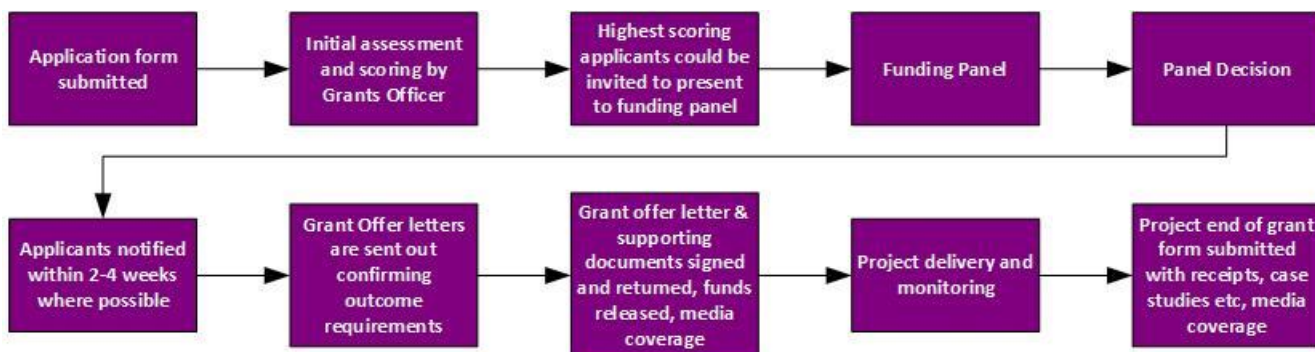 Application form
submitted
Initial assessment
and scoring by
Grants Officer
Highest scoring
applicants could be
invited to present
to funding panel
Funding Panel
Panel Decision
Applicants notified
within 2-4 weeks
where possible
Grant Offer letters
are sent out
confirming
outcome
requirements
Grant offer letter &
supporting
documents signed
and returned, funds
released, media
coverage
Project delivery and
monitoring
Project end of grant
form submitted
with receipts, case
studies etc, media
coverage